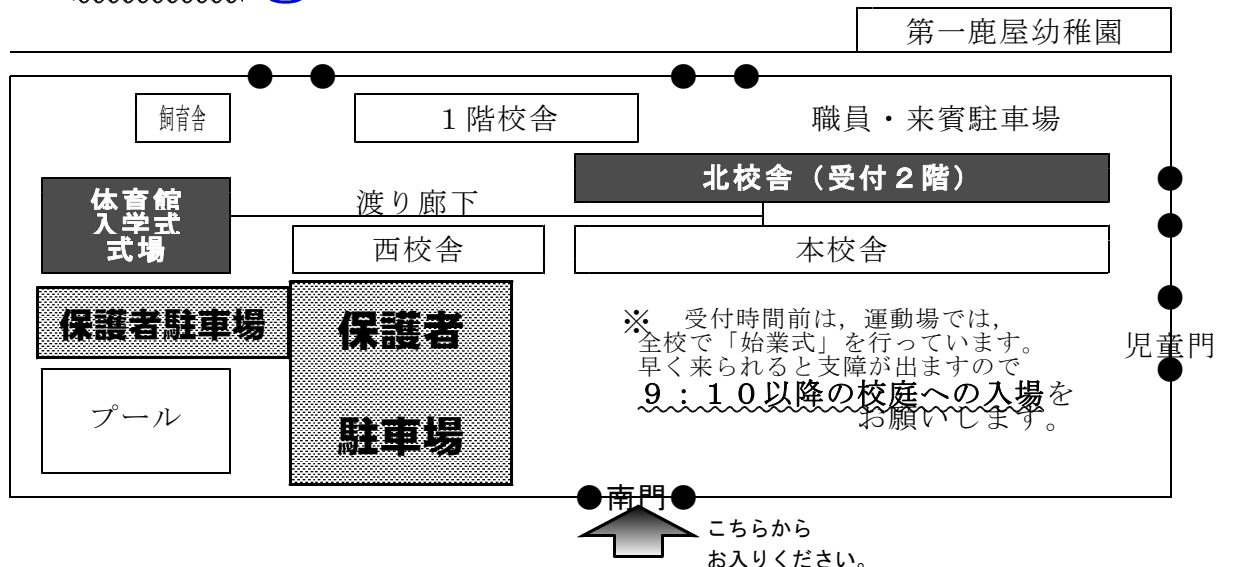 第一鹿屋幼稚園
飼育舎
１階校舎
職員・来賓駐車場
北校舎（受付２階）
体育館
入学式
式場
渡り廊下
西校舎
本校舎
保護者駐車場
保護者
駐車場
プール
※　受付時間前は，運動場では，
全校で「始業式」を行っています。
早く来られると支障が出ますので
９：１０以降の校庭への入場を
お願いします。
児童門
南門
こちらから
お入りください。